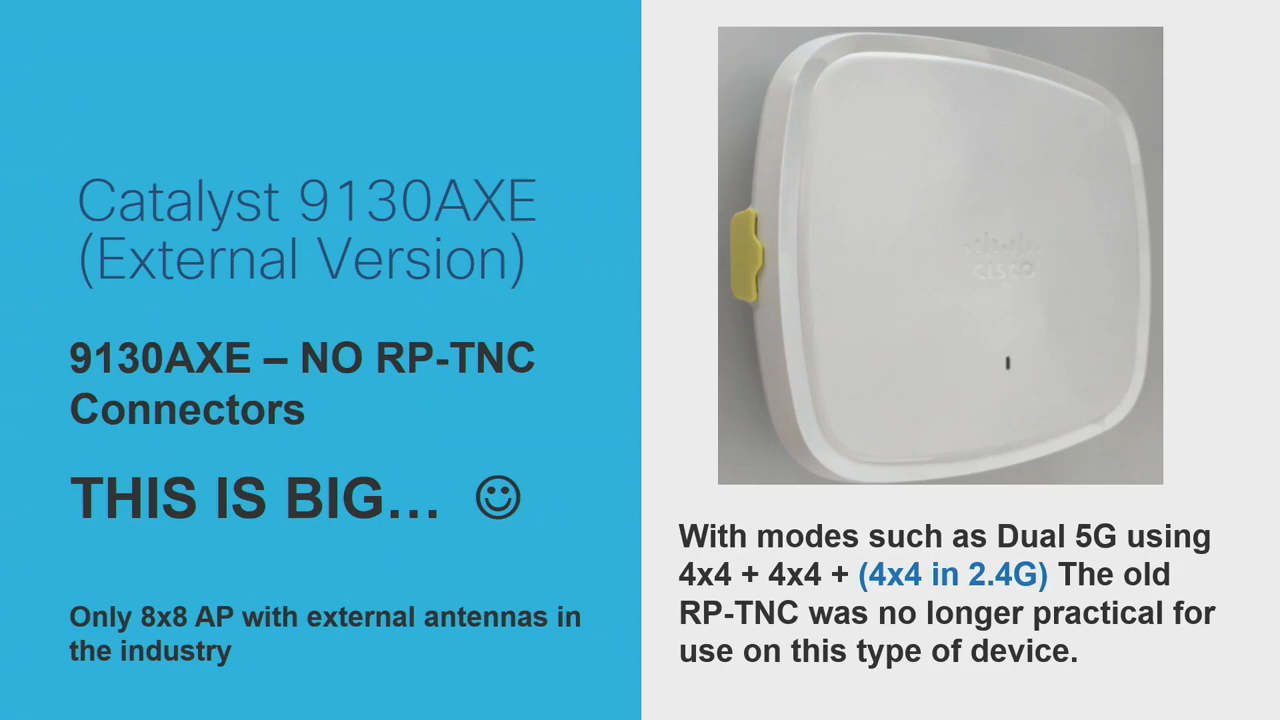 Catalyst 9130AXE
(External Version)
9130AXE – NO RP-TNC
Connectors
THIS IS BIG… ☺
Only 8x8 AP with external antennas in
the industry
CISCO
With modes such as Dual 5G using
4x4 + 4x4 + (4x4 in 2.4G) The old
RP-TNC was no longer practical for
use on this type of device.